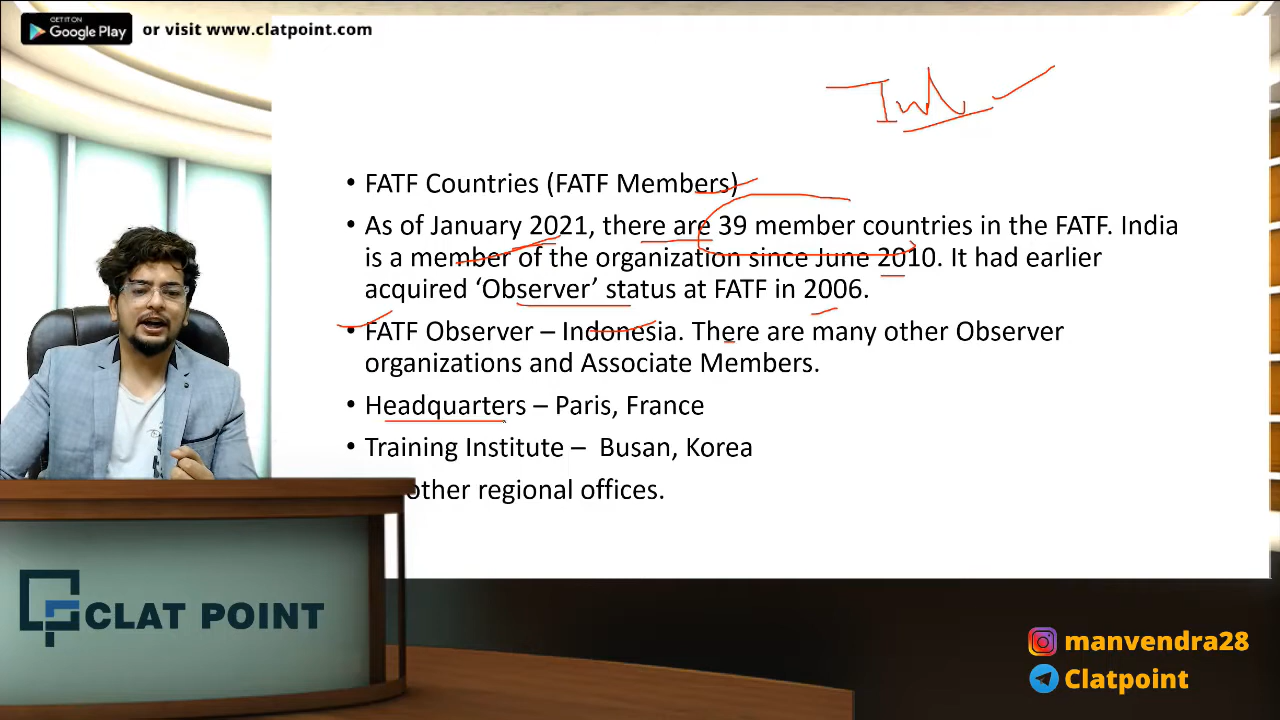 GET IT ON
Google Play
or visit www.clatpoint.com
Ind
• FATF Countries (FATF Members)
• As of January 2021, there are 39 member countries in the FATF. India
is a member of the organization since June 2010. It had earlier
acquired ‘Observer’ status at FATF in 2006.
• FATF Observer – Indonesia. There are many other Observer
organizations and Associate Members.
• Headquarters – Paris, France
• Training Institute – Busan, Korea
other regional offices.
CLAT POINT
manvendra28
Clatpoint